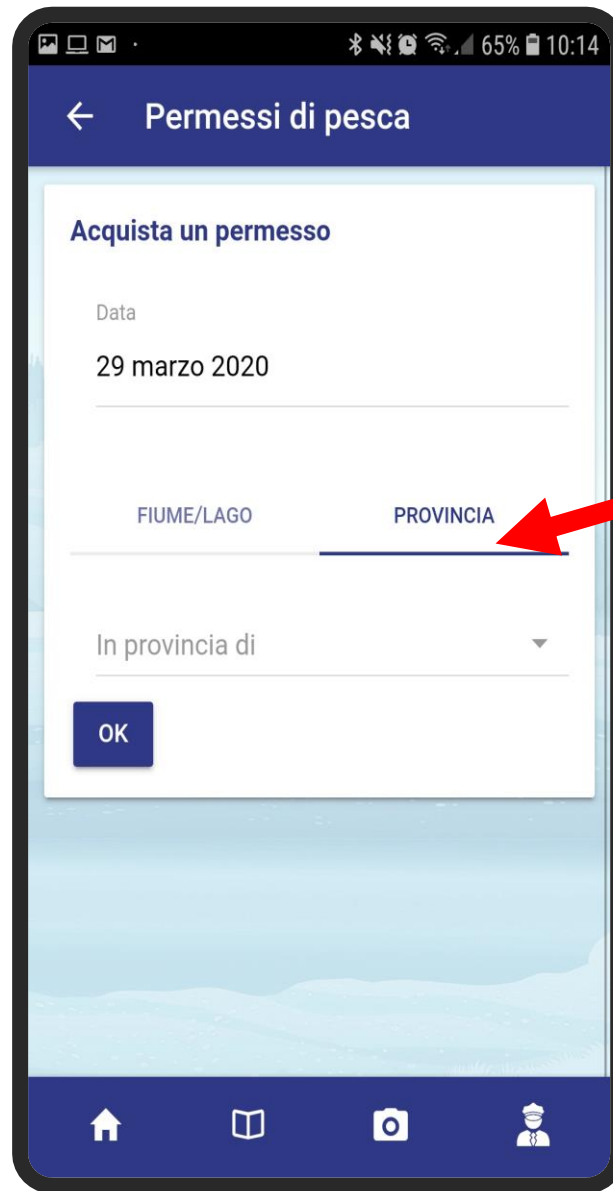 65% 10:14
Permessi di pesca
Acquista un permesso
Data
29 marzo 2020
FIUME/LAGO PROVINCIA
In provincia di
OK